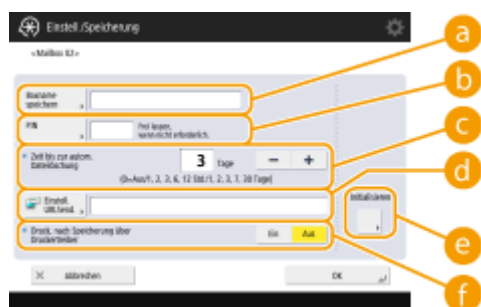 Einstell./Speicherung
<Mailbox 02>
a
Boxname
speichern
b
PIN
Frei lassen,
wenn nicht erforderlich.
c
Zeit bis zur autom.
Dateilöschung
3 Tage − +
(0=Aus/1, 2, 3, 6, 12 Std./1, 2, 3, 7, 30 Tage)
d
Einstell.
URL Send.
Initialisieren
e
Druck, nach Speicherung über
Druckertreiber
Ein Aus
f
Abbrechen
OK